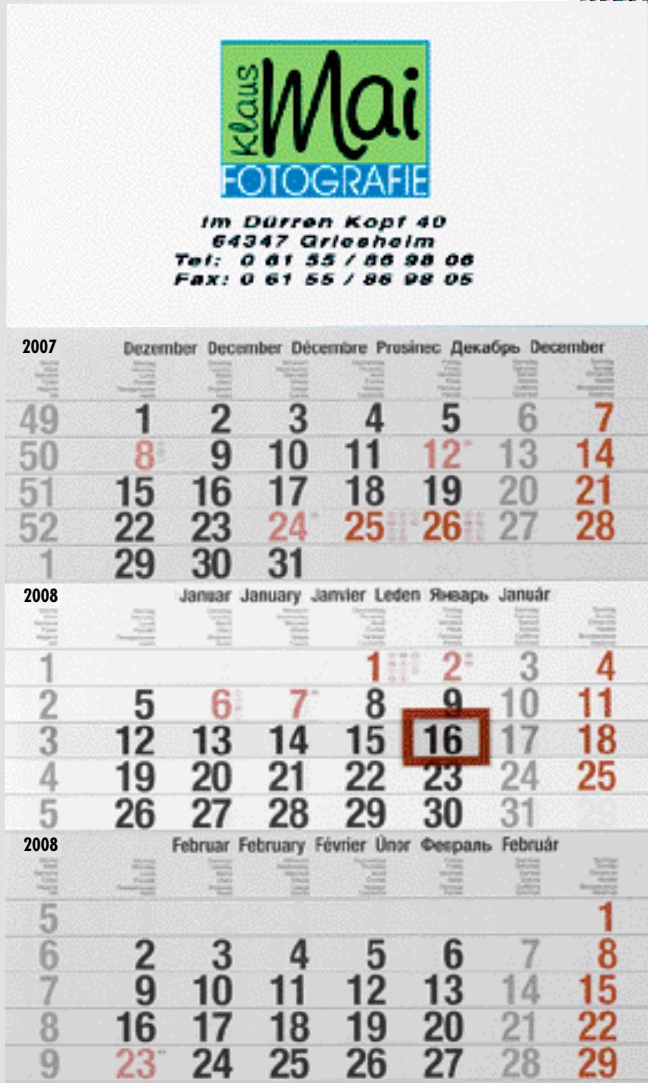 klaus Mai
FOTOGRAFIE
Im Dürren Kopf 40
64347 Griesheim
Tel: 0 61 55 / 86 98 06
Fax: 0 61 55 / 86 98 05
2007 Dezember December Décembre Prosinec Декабрь December
49 1 2 3 4 5 6 7
50 8 9 10 11 12 13 14
51 15 16 17 18 19 20 21
52 22 23 24 25 26 27 28
1 29 30 31
2008 Januar January Janvier Leden Январь Január
1 1 2 3 4
2 5 6 7 8 9 10 11
3 12 13 14 15 16 17 18
4 19 20 21 22 23 24 25
5 26 27 28 29 30 31
2008 Februar February Février Únor Февраль Február
5 1
6 2 3 4 5 6 7 8
7 9 10 11 12 13 14 15
8 16 17 18 19 20 21 22
9 23 24 25 26 27 28 29